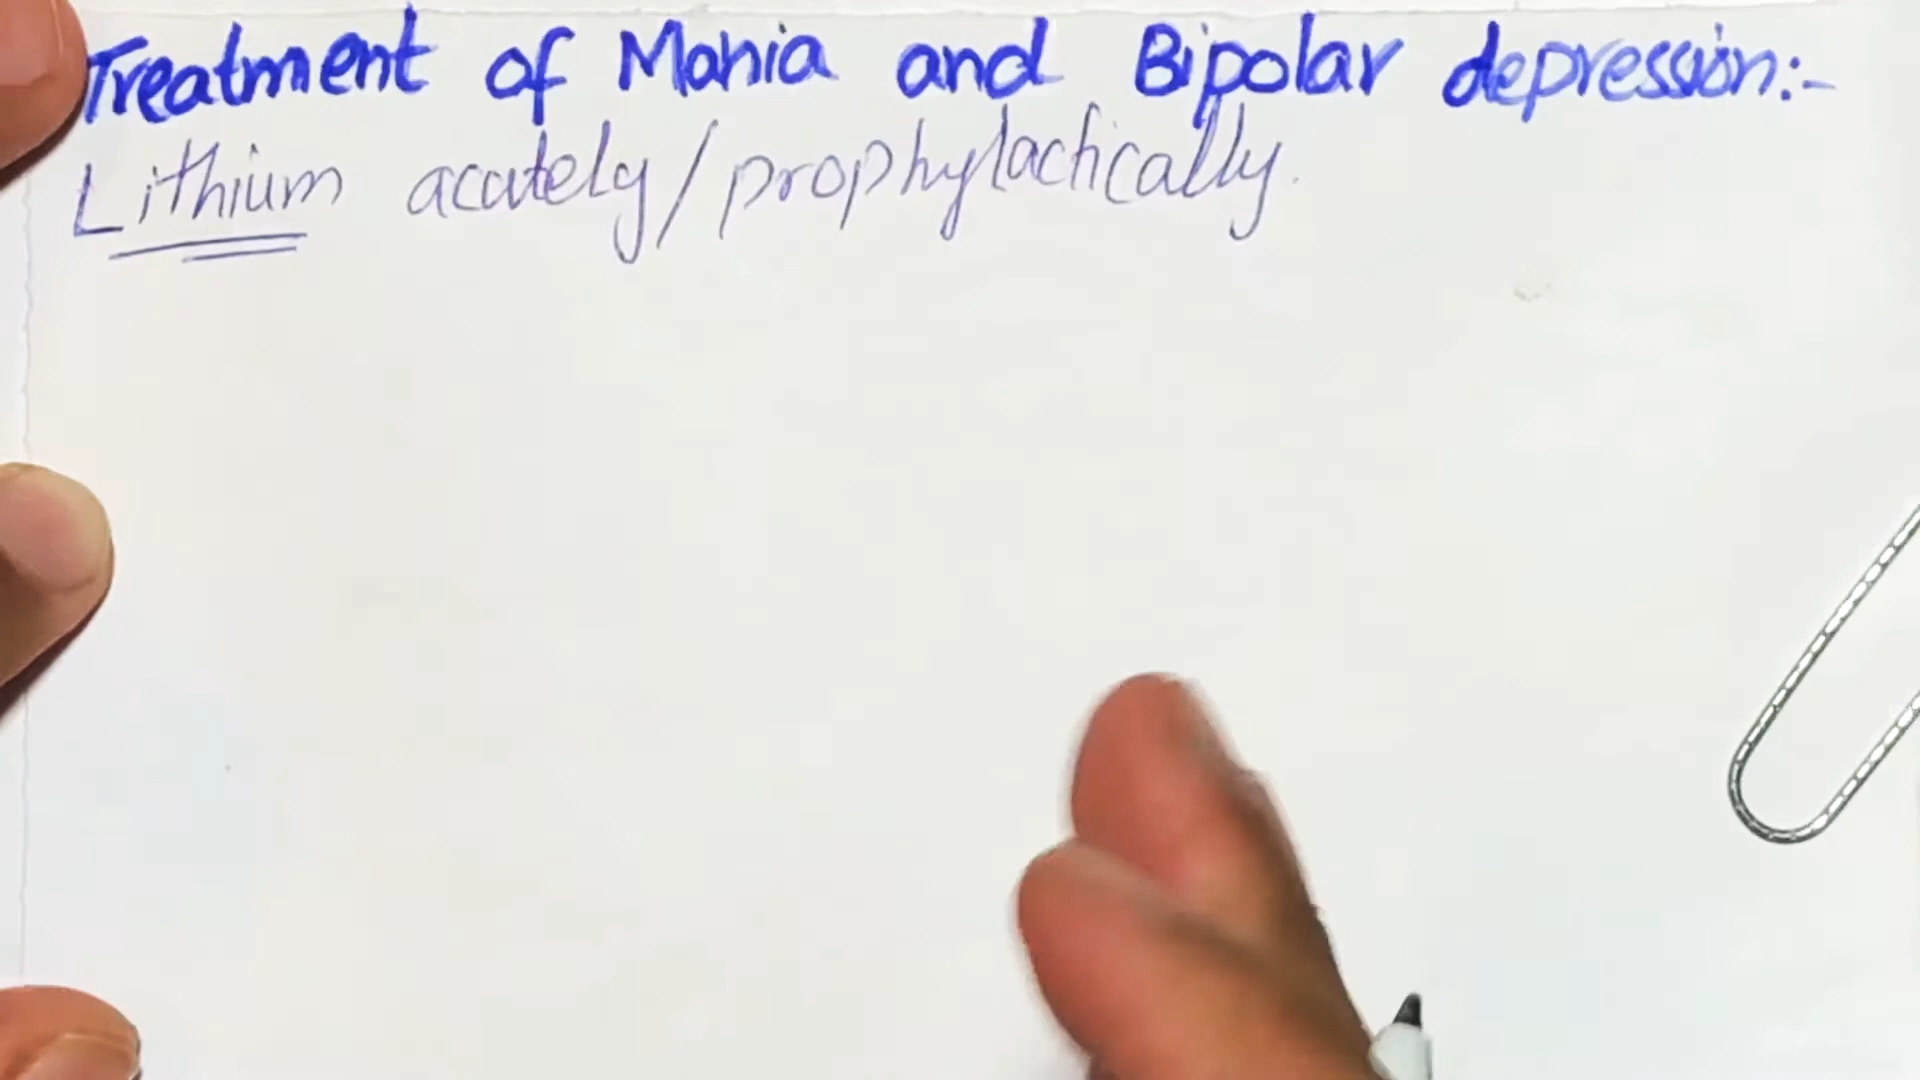 Treatment of Mania and Bipolar depression:-
Lithium acutely/prophylactically.